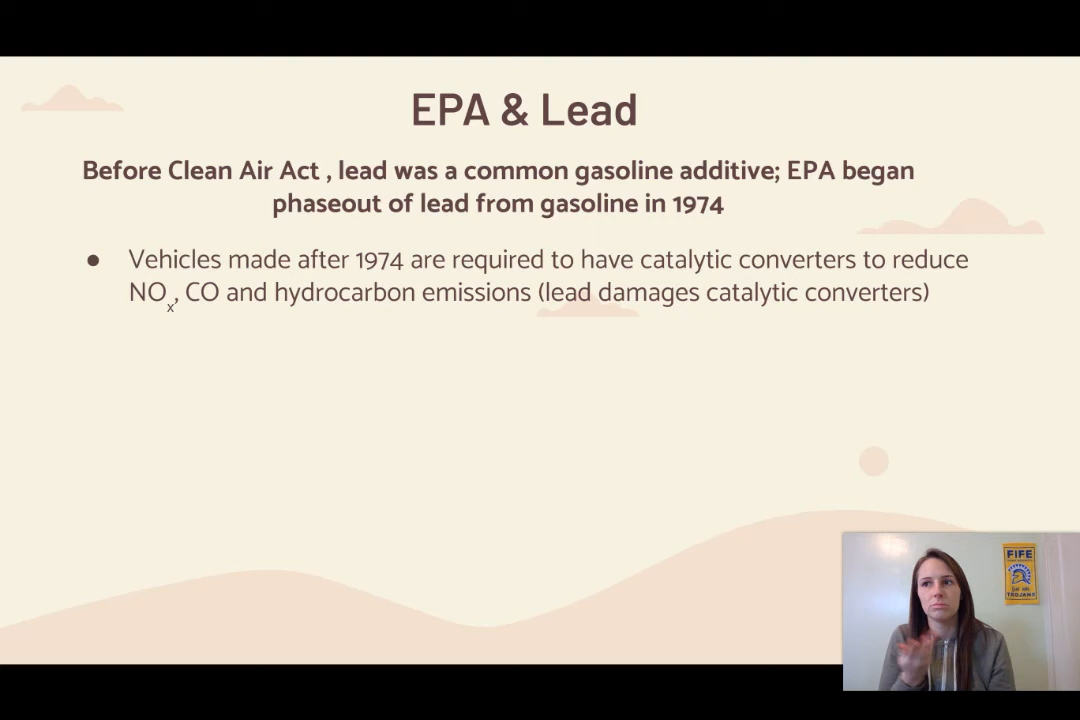 EPA & Lead
Before Clean Air Act , lead was a common gasoline additive; EPA began
phaseout of lead from gasoline in 1974
● Vehicles made after 1974 are required to have catalytic converters to reduce
NOx, CO and hydrocarbon emissions (lead damages catalytic converters)
FIFE
TROJANS